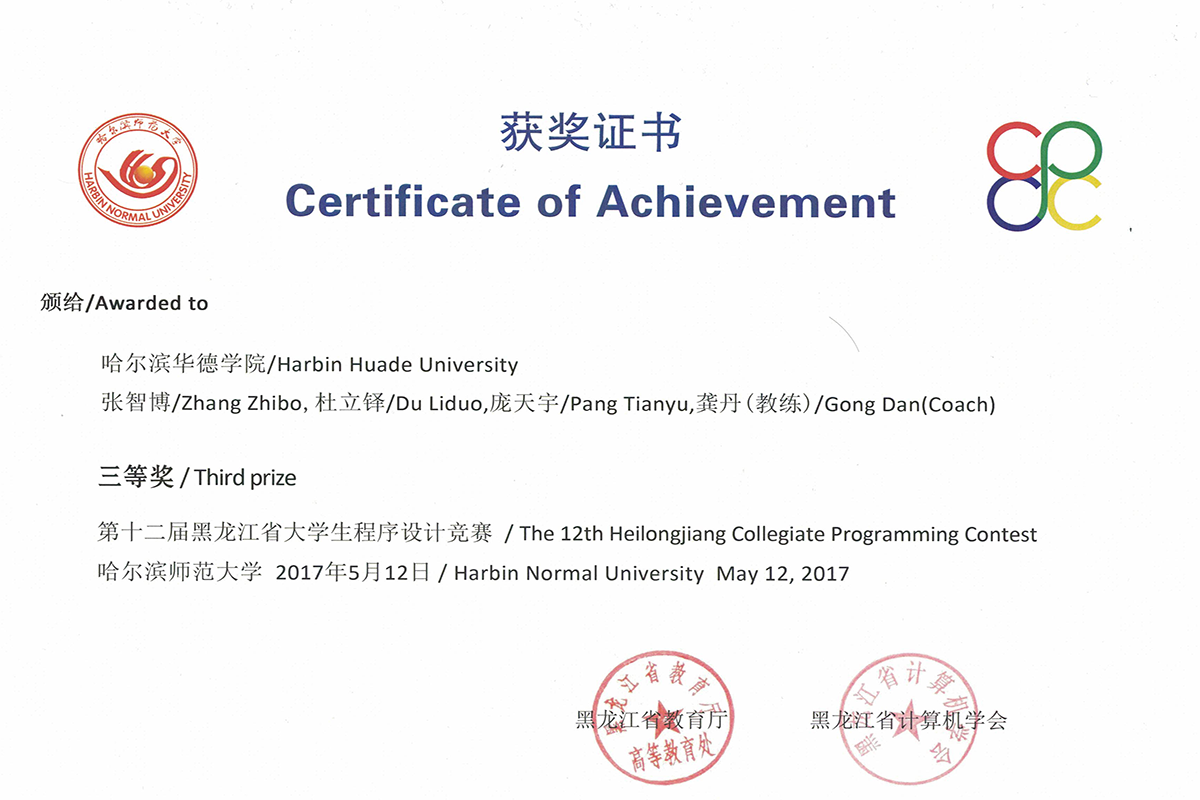 获奖证书
Certificate of Achievement
哈尔滨师范大学
HARBIN NORMAL UNIVERSITY
CPCC
颁给/Awarded to
哈尔滨华德学院/Harbin Huade University
张智博/Zhang Zhibo, 杜立铎/Du Liduo,庞天宇/Pang Tianyu,龚丹(教练)/Gong Dan(Coach)
三等奖 / Third prize
第十二届黑龙江省大学生程序设计竞赛 / The 12th Heilongjiang Collegiate Programming Contest
哈尔滨师范大学 2017年5月12日 / Harbin Normal University May 12, 2017
黑龙江省教育厅
高等教育处
黑龙江省教育厅
黑龙江省计算机学会
黑龙江省计算机学会